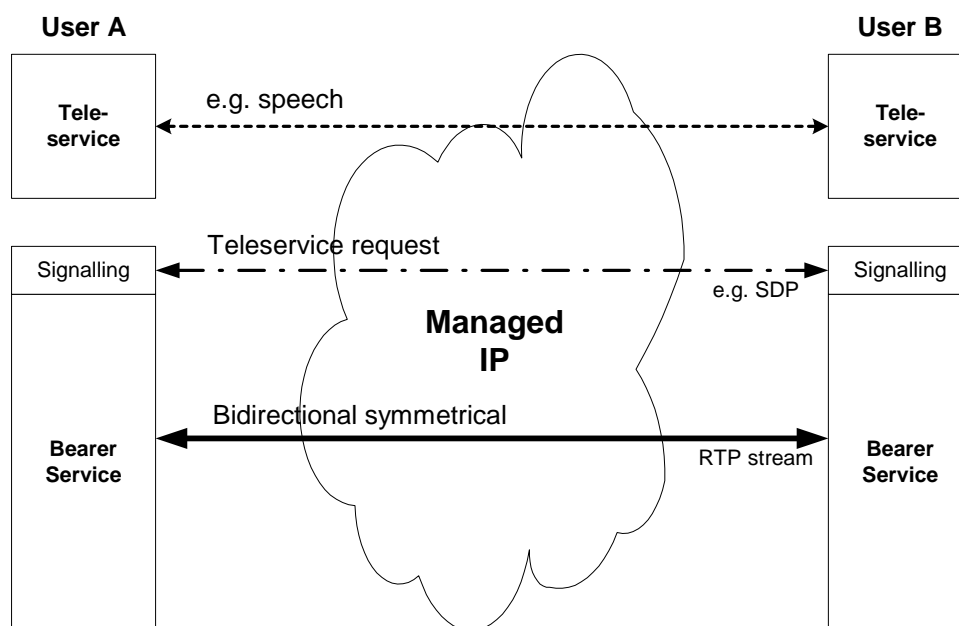 User A
User B
Tele-
service
e.g. speech
Tele-
service
Signalling
Teleservice request
e.g. SDP
Signalling
Managed
IP
Bearer
Service
Bidirectional symmetrical
RTP stream
Bearer
Service